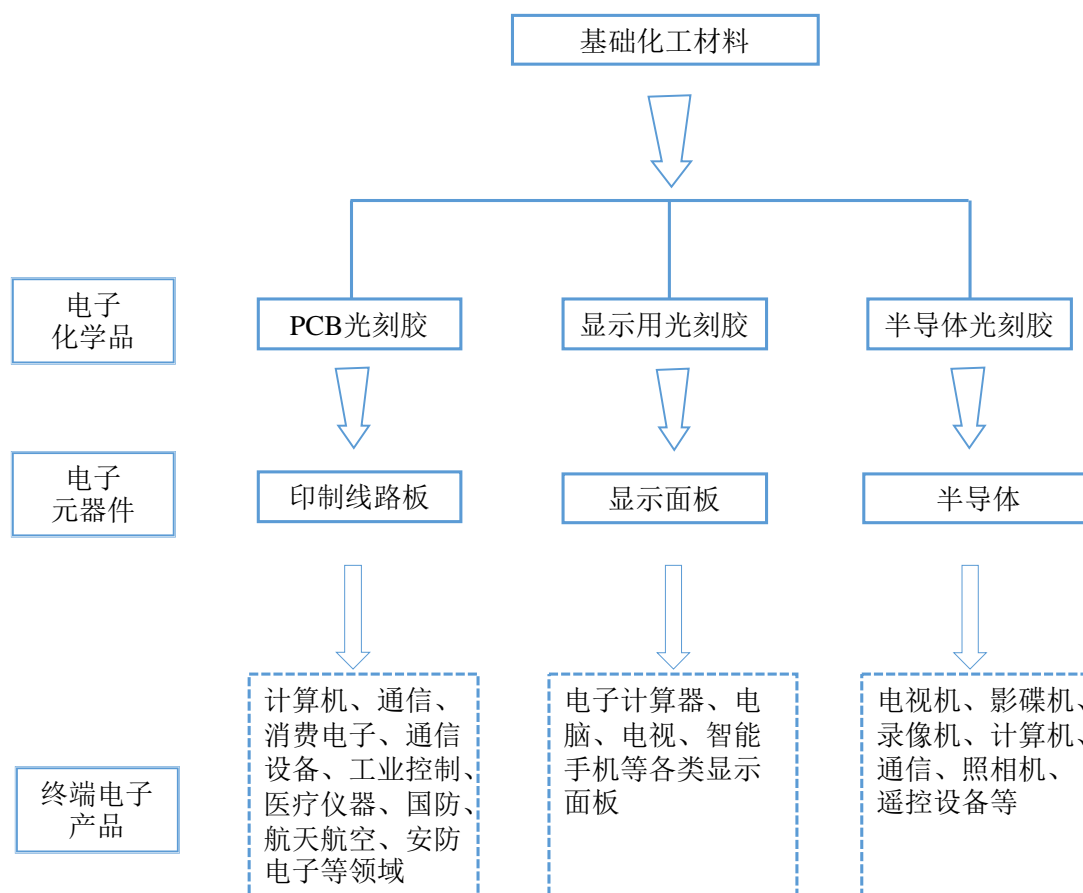 基础化工材料
电子
化学品
PCB光刻胶
显示用光刻胶
半导体光刻胶
电子
元器件
印制线路板
显示面板
半导体
终端电子
产品
计算机、通信、
消费电子、通信
设备、工业控制、
医疗仪器、国防、
航天航空、安防
电子等领域
电子计算器、电
脑、电视、智能
手机等各类显示
面板
电视机、影碟机、
录像机、计算机、
通信、照相机、
遥控设备等